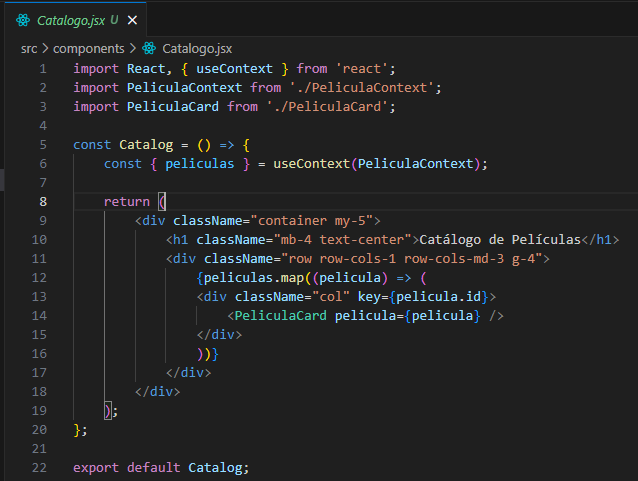 Catalogo.jsx U ×
src > components > Catalogo.jsx
1 import React, { useContext } from 'react';
2 import PeliculaContext from './PeliculaContext';
3 import PeliculaCard from './PeliculaCard';
4
5 const Catalog = () => {
6     const { peliculas } = useContext(PeliculaContext);
7
8     return (
9         <div className="container my-5">
10             <h1 className="mb-4 text-center">Catálogo de Películas</h1>
11             <div className="row row-cols-1 row-cols-md-3 g-4">
12                 {peliculas.map((pelicula) => (
13                 <div className="col" key={pelicula.id}>
14                     <PeliculaCard pelicula={pelicula} />
15                 </div>
16                 ))}
17             </div>
18         </div>
19     );
20 };
21
22 export default Catalog;